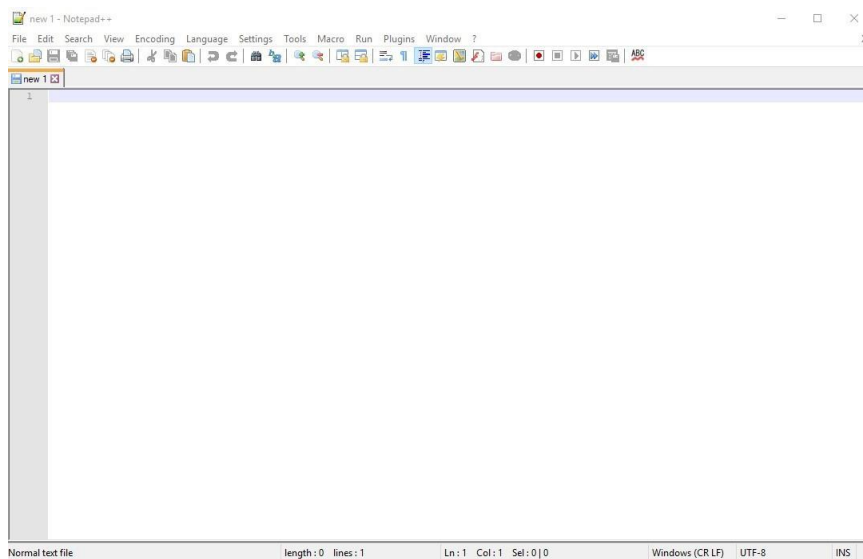 new 1 - Notepad++
File Edit Search View Encoding Language Settings Tools Macro Run Plugins Window ?
ABC
new 1
1
Normal text file length : 0 lines : 1 Ln : 1 Col : 1 Sel : 0 | 0 Windows (CR LF) UTF-8 INS